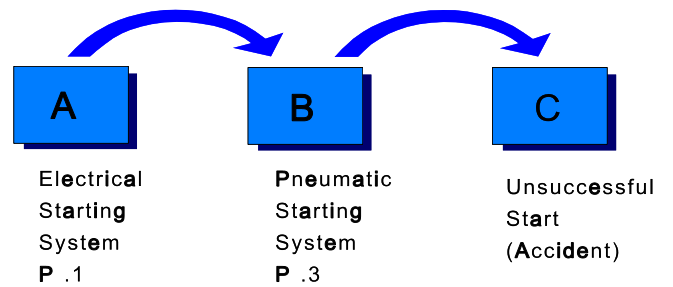 A
B
C
Electrical
Starting
System
P .1
Pneumatic
Starting
System
P .3
Unsuccessful
Start
(Accident)